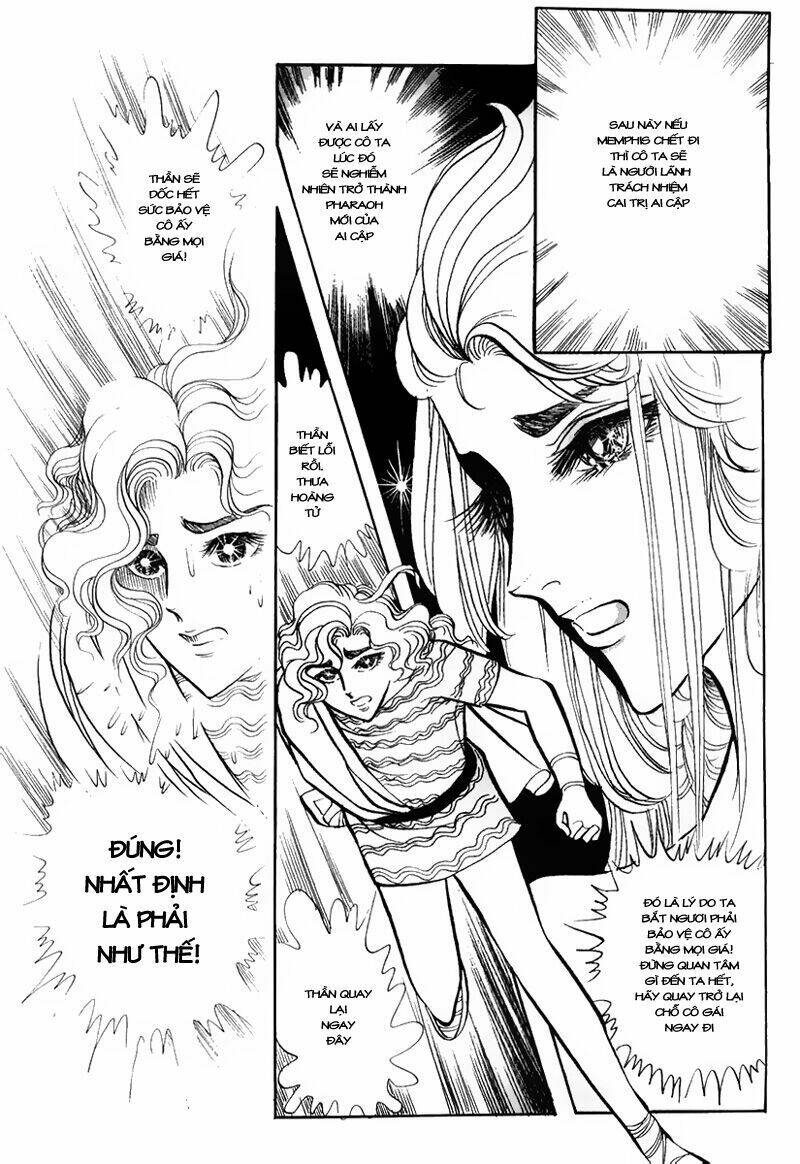 SAU NÀY NẾU
MEMPHIS CHẾT ĐI
THÌ CÔ TA SẼ
LÀ NGƯỜI LÃNH
TRÁCH NHIỆM
CAI TRỊ AI CẬP
VÀ AI LẤY
ĐƯỢC CÔ TA
LÚC ĐÓ
SẼ NGHIỄM
NHIÊN TRỞ THÀNH
PHARAOH
MỚI CỦA
AI CẬP
ĐÓ LÀ LÝ DO TA
BẮT NGƯƠI PHẢI
BẢO VỆ CÔ ẤY
BẰNG MỌI GIÁ!
ĐỪNG QUAN TÂM
GÌ ĐẾN TA HẾT,
HÃY QUAY TRỞ LẠI
CHỖ CÔ GÁI
NGAY ĐI
THẦN
BIẾT LỖI
RỒI.
THƯA
HOÀNG
TỬ
THẦN QUAY
LẠI
NGAY
ĐÂY
THẦN SẼ
DỐC HẾT
SỨC BẢO VỆ
CÔ ẤY
BẰNG MỌI
GIÁ!
ĐÚNG!
NHẤT ĐỊNH
LÀ PHẢI
NHƯ THẾ!